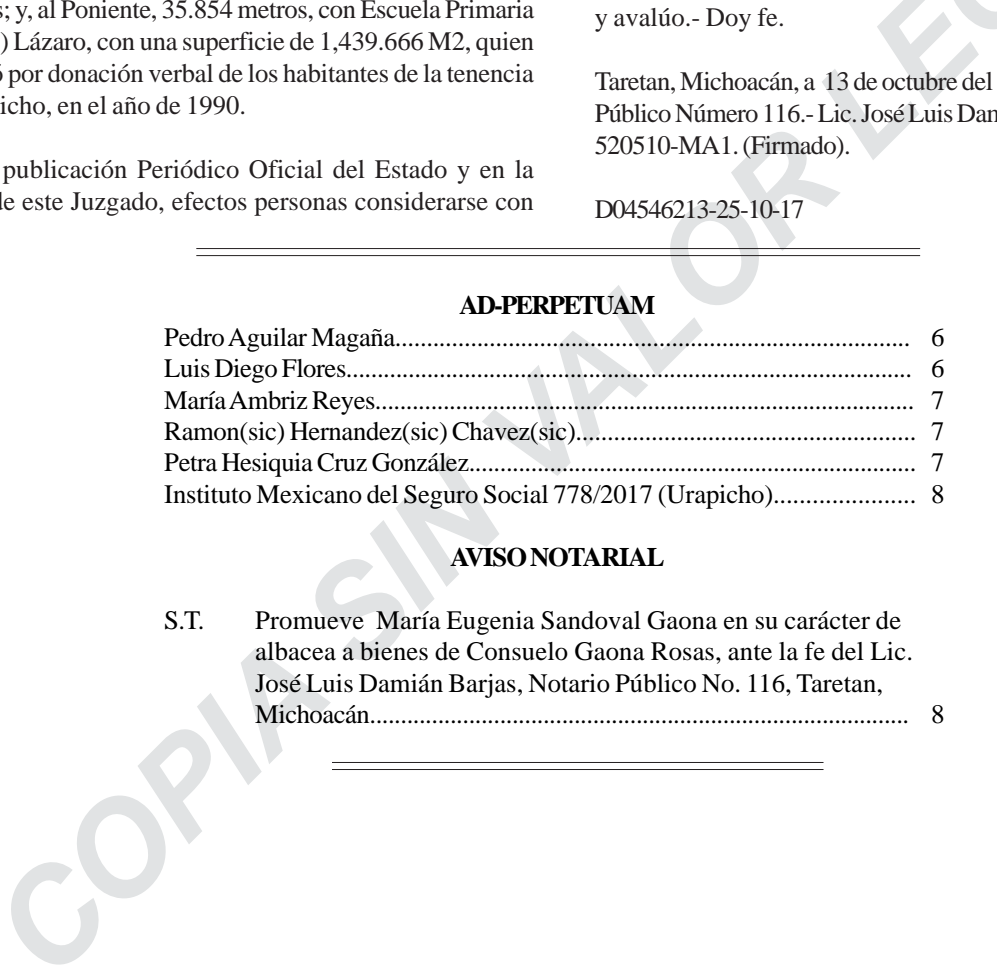 s; y, al Poniente, 35.854 metros, con Escuela Primaria
) Lázaro, con una superficie de 1,439.666 M2, quien
por donación verbal de los habitantes de la tenencia
icho, en el año de 1990.
publicación Periódico Oficial del Estado y en la
de este Juzgado, efectos personas considerarse con
y avalúo.- Doy fe.
Taretan, Michoacán, a 13 de octubre del
Público Número 116.- Lic. José Luis Dam
520510-MA1. (Firmado).
D04546213-25-10-17
AD-PERPETUAM
Pedro Aguilar Magaña................................................................................ 6
Luis Diego Flores....................................................................................... 6
María Ambriz Reyes................................................................................... 7
Ramon(sic) Hernandez(sic) Chavez(sic)..................................................... 7
Petra Hesiquia Cruz González..................................................................... 7
Instituto Mexicano del Seguro Social 778/2017 (Urapicho)...................... 8
AVISO NOTARIAL
S.T. Promueve María Eugenia Sandoval Gaona en su carácter de
albacea a bienes de Consuelo Gaona Rosas, ante la fe del Lic.
José Luis Damián Barjas, Notario Público No. 116, Taretan,
Michoacán................................................................................... 8
COPIA SIN VALOR LEG